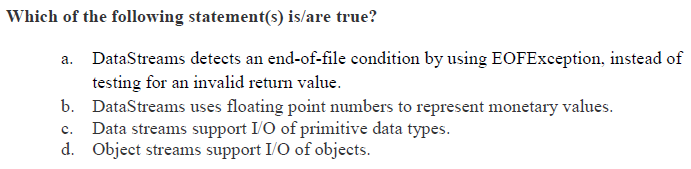 Which of the following statement(s) is/are true?
a. DataStreams detects an end-of-file condition by using EOFException, instead of
testing for an invalid return value.
b. DataStreams uses floating point numbers to represent monetary values.
c. Data streams support I/O of primitive data types.
d. Object streams support I/O of objects.